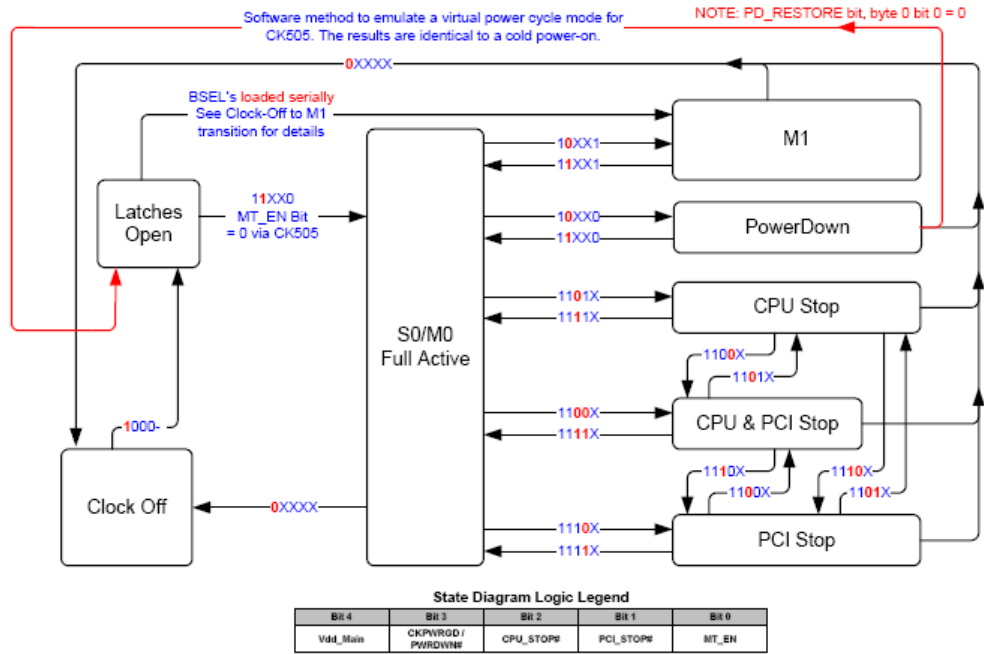 Software method to emulate a virtual power cycle mode for
CK505. The results are identical to a cold power-on.
NOTE: PD_RESTORE bit, byte 0 bit 0 = 0
0XXXX
BSEL's loaded serially
See Clock-Off to M1
transition for details
M1
10XX1
11XX1
Latches
Open
11XX0
MT_EN Bit
= 0 via CK505
10XX0
11XX0
PowerDown
S0/M0
Full Active
1101X
1111X
CPU Stop
1100X
1101X
1100X
1111X
CPU & PCI Stop
1000-
Clock Off
0XXXX
1110X
1100X
1110X
1101X
1110X
1111X
PCI Stop
State Diagram Logic Legend
Bit 4 Bit 3 Bit 2 Bit 1 Bit 0
Vdd_Main CKPWRGD / PWRDWN# CPU_STOP# PCI_STOP# MT_EN